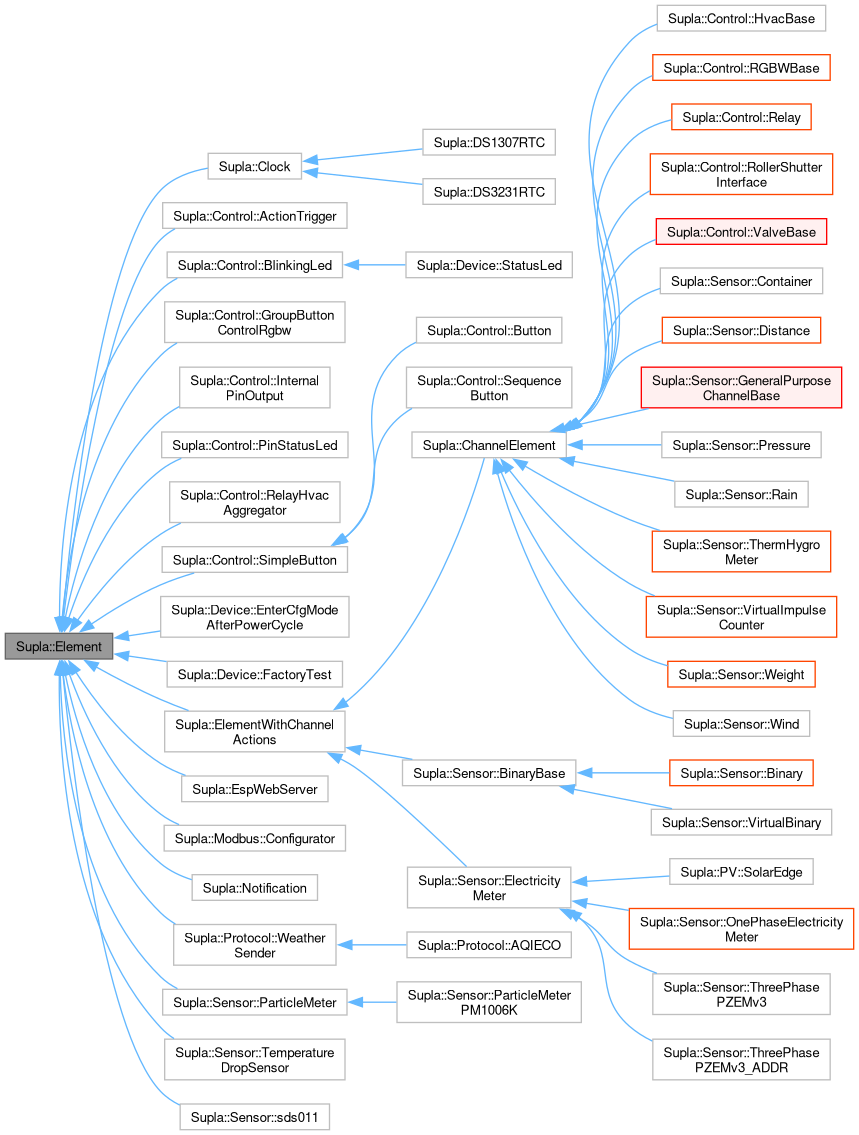 Supla::Element
Supla::Clock
Supla::Control::ActionTrigger
Supla::Control::BlinkingLed
Supla::Control::GroupButton
ControlRgbw
Supla::Control::Internal
PinOutput
Supla::Control::PinStatusLed
Supla::Control::RelayHvac
Aggregator
Supla::Control::SimpleButton
Supla::Device::EnterCfgMode
AfterPowerCycle
Supla::Device::FactoryTest
Supla::ElementWithChannel
Actions
Supla::EspWebServer
Supla::Modbus::Configurator
Supla::Notification
Supla::Protocol::Weather
Sender
Supla::Sensor::ParticleMeter
Supla::Sensor::Temperature
DropSensor
Supla::Sensor::sds011
Supla::DS1307RTC
Supla::DS3231RTC
Supla::Device::StatusLed
Supla::Control::Button
Supla::Control::Sequence
Button
Supla::ChannelElement
Supla::Sensor::BinaryBase
Supla::Sensor::Electricity
Meter
Supla::Protocol::AQIECO
Supla::Sensor::ParticleMeter
PM1006K
Supla::Control::HvacBase
Supla::Control::RGBWBase
Supla::Control::Relay
Supla::Control::RollerShutter
Interface
Supla::Control::ValveBase
Supla::Sensor::Container
Supla::Sensor::Distance
Supla::Sensor::GeneralPurpose
ChannelBase
Supla::Sensor::Pressure
Supla::Sensor::Rain
Supla::Sensor::ThermHygro
Meter
Supla::Sensor::VirtualImpulse
Counter
Supla::Sensor::Weight
Supla::Sensor::Wind
Supla::Sensor::Binary
Supla::Sensor::VirtualBinary
Supla::PV::SolarEdge
Supla::Sensor::OnePhaseElectricity
Meter
Supla::Sensor::ThreePhase
PZEMv3
Supla::Sensor::ThreePhase
PZEMv3_ADDR